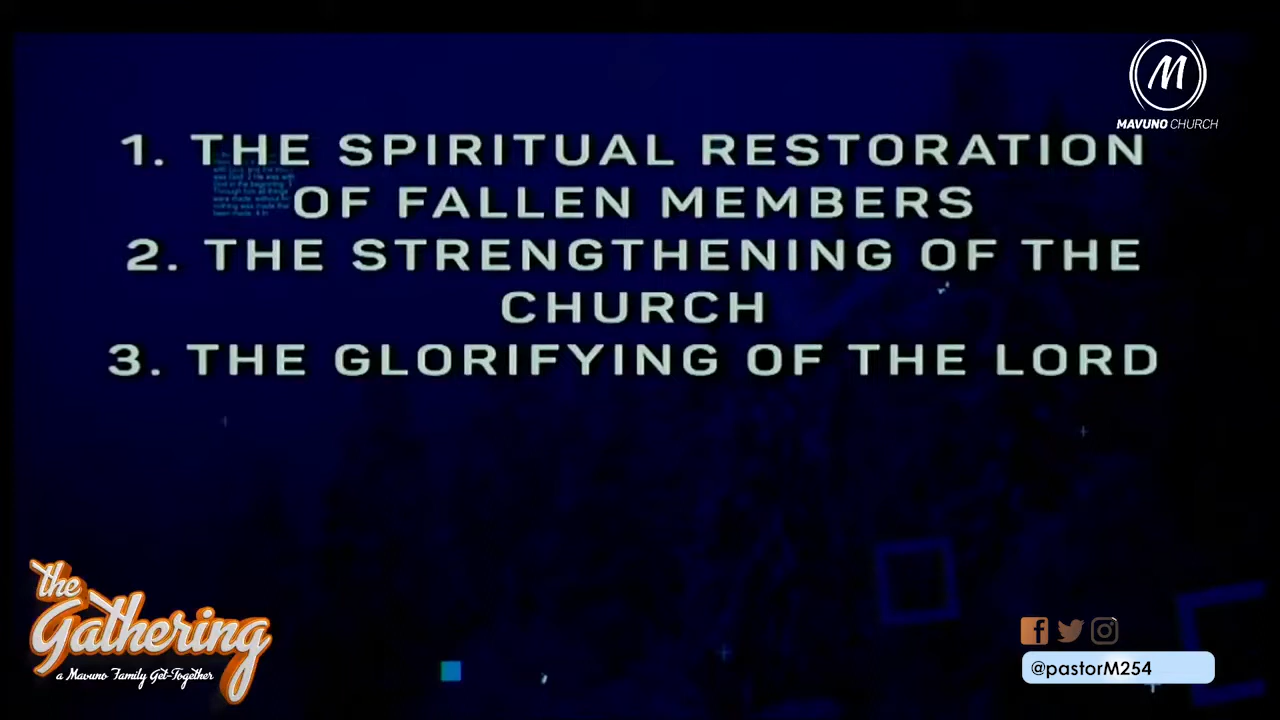 MAVUNO CHURCH
1. THE SPIRITUAL RESTORATION
OF FALLEN MEMBERS
2. THE STRENGTHENING OF THE
CHURCH
3. THE GLORIFYING OF THE LORD
the
Gathering
a Mavuno Family Get-Together
@pastorM254